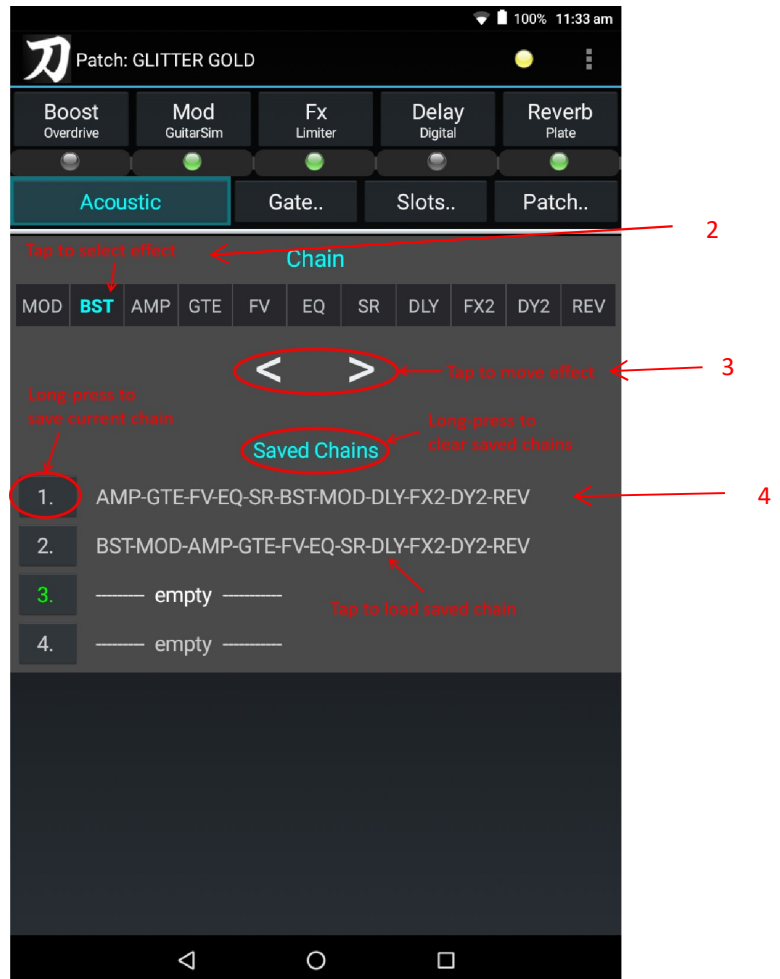 100% 11:33 am
刀 Patch: GLITTER GOLD
Boost Mod Fx Delay Reverb
Overdrive GuitarSim Limiter Digital Plate
Acoustic Gate.. Slots.. Patch..
2
Tap to select effect Chain
MOD BST AMP GTE FV EQ SR DLY FX2 DY2 REV
< > Tap to move effect 3
Long-press to
save current chain
Long-press to
clear saved chains
Saved Chains
1. AMP-GTE-FV-EQ-SR-BST-MOD-DLY-FX2-DY2-REV 4
2. BST-MOD-AMP-GTE-FV-EQ-SR-DLY-FX2-DY2-REV
3. -------- empty ----------
Tap to load saved chain
4. -------- empty ----------